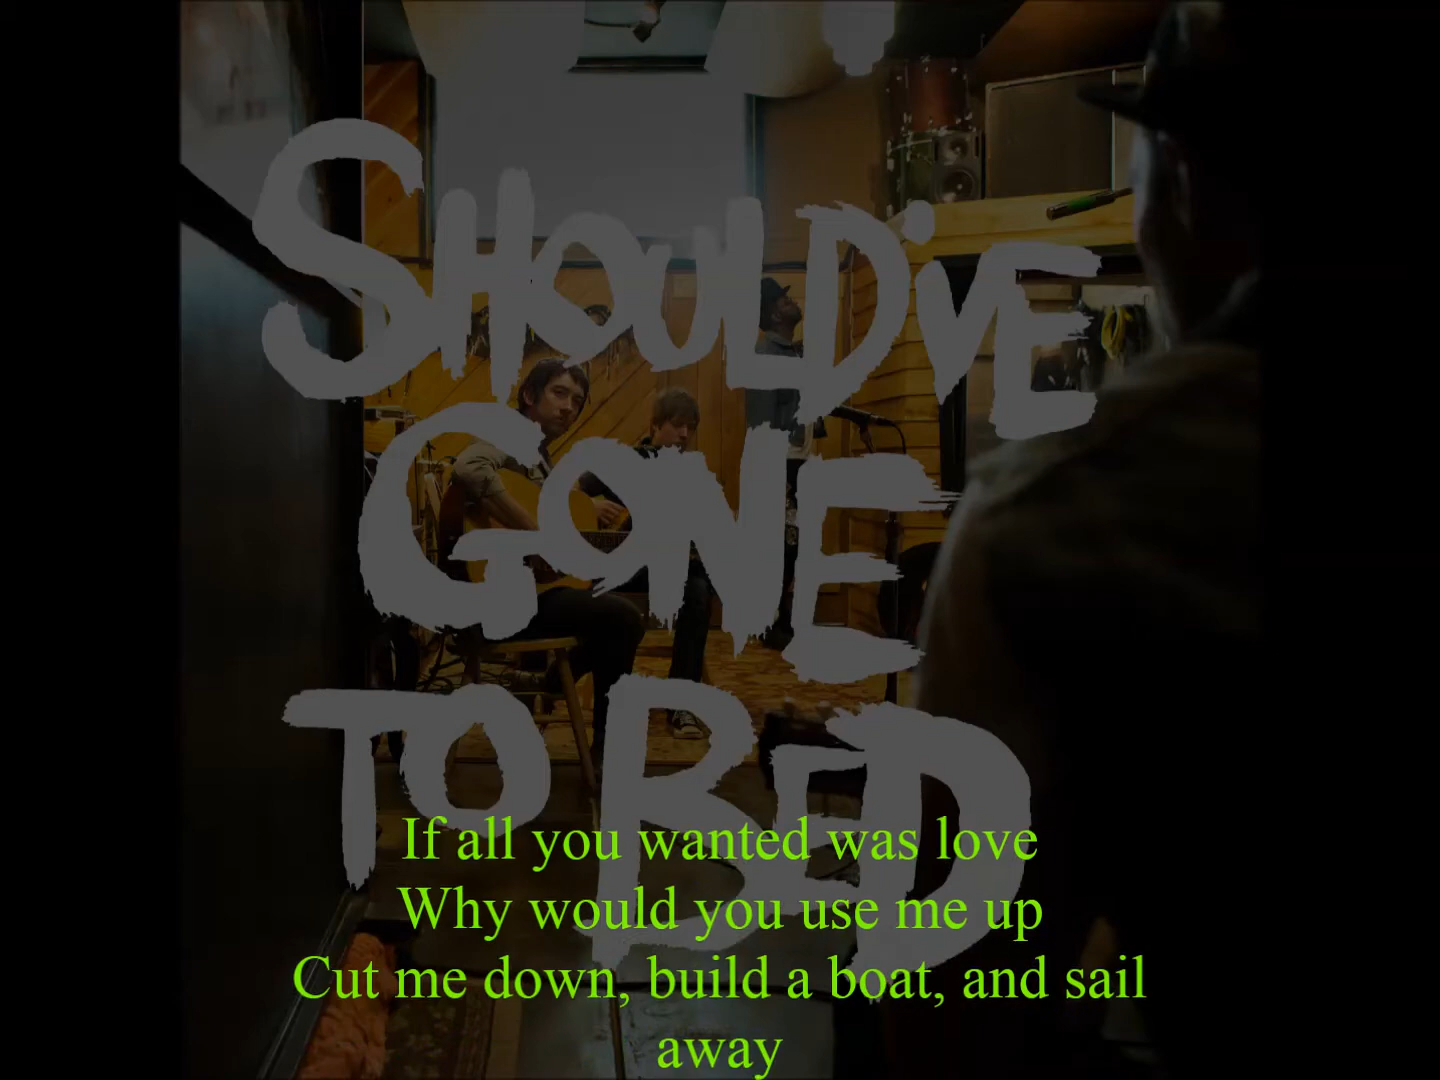 SHOULD'VE
GONE
TO BED
If all you wanted was love
Why would you use me up
Cut me down, build a boat, and sail
away